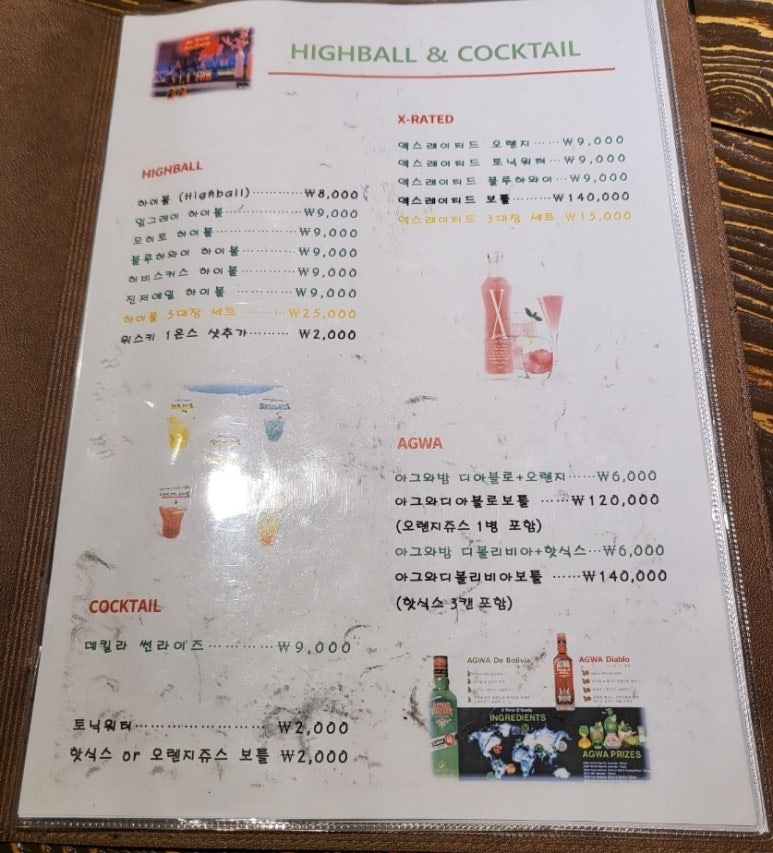 HIGHBALL & COCKTAIL
HIGHBALL
하이볼 (Highball)············₩8,000
얼그레이 하이볼···············₩9,000
모히토 하이볼···············₩9,000
블루하와이 하이볼············₩9,000
히비스커스 하이볼············₩9,000
진저에일 하이볼 ···············₩9,000
하이볼 5대장 세트 ·········₩25,000
위스키 1온스 샷추가········· ₩2,000
COCKTAIL
데킬라 썬라이즈············₩9,000
토닉워터························₩2,000
핫식스 or 오렌지쥬스 보틀 ₩2,000
X-RATED
엑스레이티드 오렌지······₩9,000
엑스레이티드 토닉워터···₩9,000
엑스레이티드 블루하와이···₩9,000
엑스레이티드 보틀·········₩140,000
엑스레이티드 3대장 세트 ₩15,000
X
AGWA
아그와밤 디아블로+오렌지······₩6,000
아그와디아블로보틀 ······₩120,000
(오렌지쥬스 1병 포함)
아그와밤 디볼리비아+핫식스···₩6,000
아그와디볼리비아보틀 ······₩140,000
(핫식스 3캔 포함)
AGWA De Bolivia
AGWA Diablo
AGWA
AGWA
INGREDIENTS
AGWA PRIZES